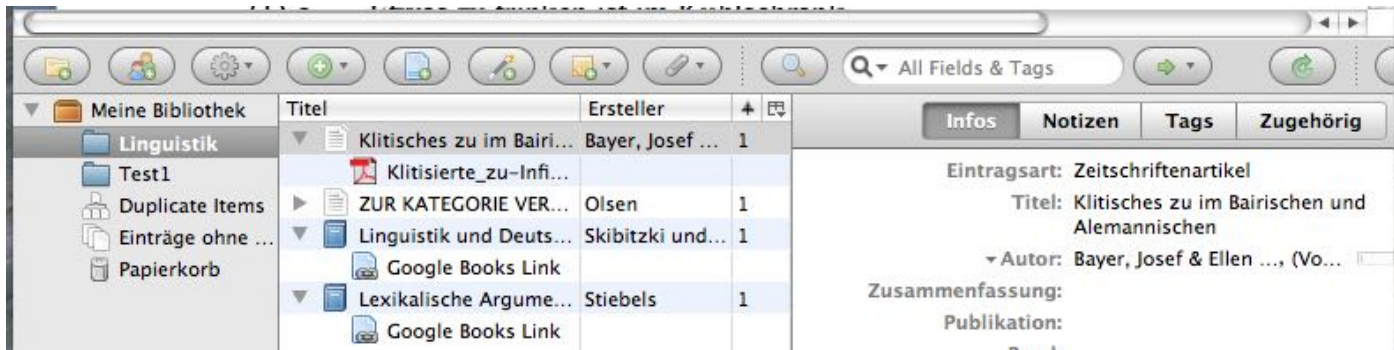 All Fields & Tags
Meine Bibliothek
Linguistik
Test1
Duplicate Items
Einträge ohne ...
Papierkorb
Titel Ersteller
Klitisches zu im Bairi... Bayer, Josef ... 1
Klitisierte_zu-Infi...
ZUR KATEGORIE VER... Olsen 1
Linguistik und Deuts... Skibitzki und... 1
Google Books Link
Lexikalische Argume... Stiebels 1
Google Books Link
Infos Notizen Tags Zugehörig
Eintragsart: Zeitschriftenartikel
Titel: Klitisches zu im Bairischen und
Alemannischen
Autor: Bayer, Josef & Ellen ..., (Vo...
Zusammenfassung:
Publikation: